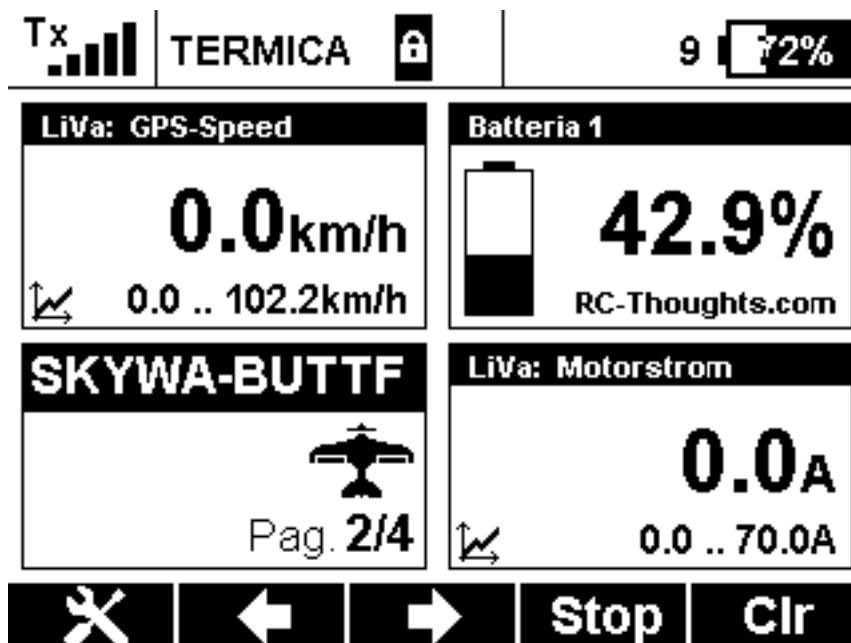 Tx TERMICA 9 72%
LiVa: GPS-Speed
0.0km/h
0.0 .. 102.2km/h
Batteria 1
42.9%
RC-Thoughts.com
SKYWA-BUTTF
Pag. 2/4
LiVa: Motorstrom
0.0A
0.0 .. 70.0A
Stop Clr